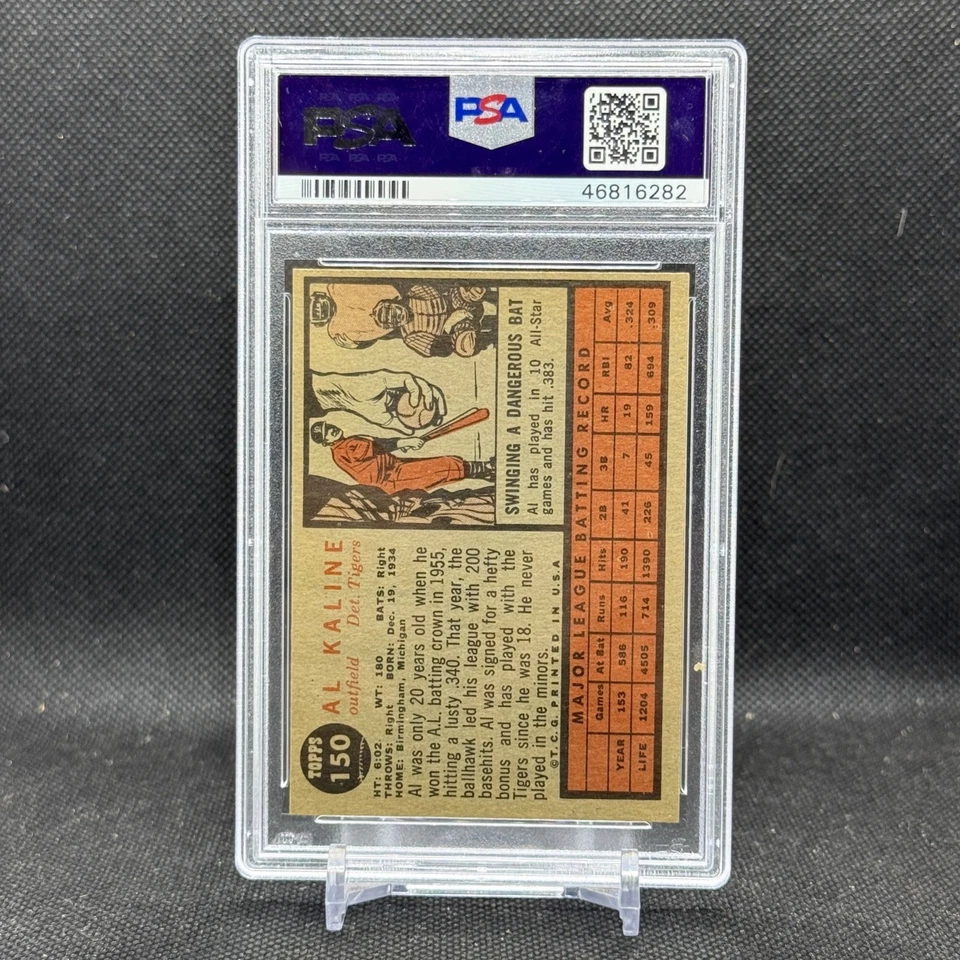 PSA
PSA
PSA PSA PSA
46816282
TOPPS
150
AL KALINE
outfield Det. Tigers
HT: 6:02 WT: 180 BATS: Right
THROWS: Right BORN: Dec. 19, 1934
HOME: Birmingham, Michigan
Al was only 20 years old when he
won the A.L. batting crown in 1955,
hitting a lusty .340. That year, the
ballhawk led his league with 200
basehits. Al was signed for a hefty
bonus and has played with the
Tigers since he was 18. He never
played in the minors.
©T.C.G. PRINTED IN U.S.A
SWINGING A DANGEROUS BAT
Al has played in 10 All-Star
games and has hit .383.
MAJOR LEAGUE BATTING RECORD
Games At Bat Runs Hits 2B 3B HR RBI Avg
YEAR 153 586 116 190 41 7 19 82 .324
LIFE 1204 4505 714 1390 226 45 159 694 .309